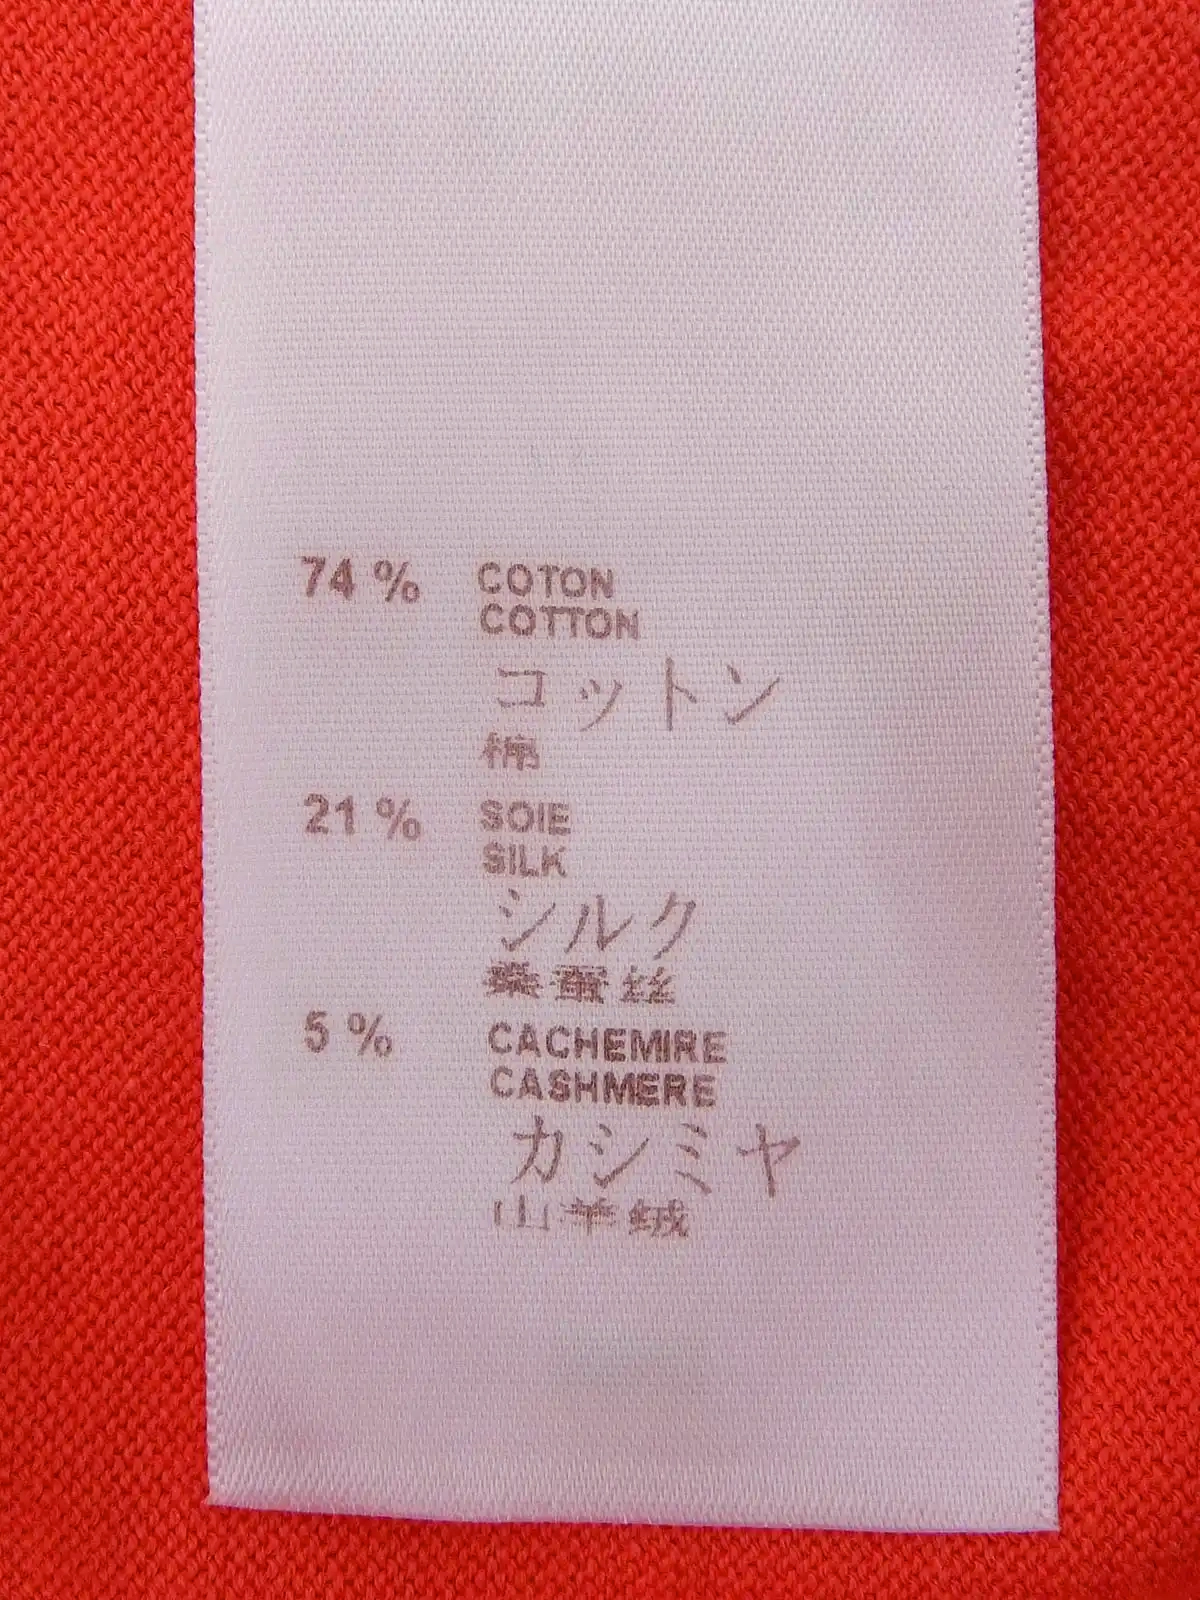 74 % COTON
COTTON
コットン
棉
21 % SOIE
SILK
シルク
桑蚕丝
5 % CACHEMIRE
CASHMERE
カシミヤ
山羊绒